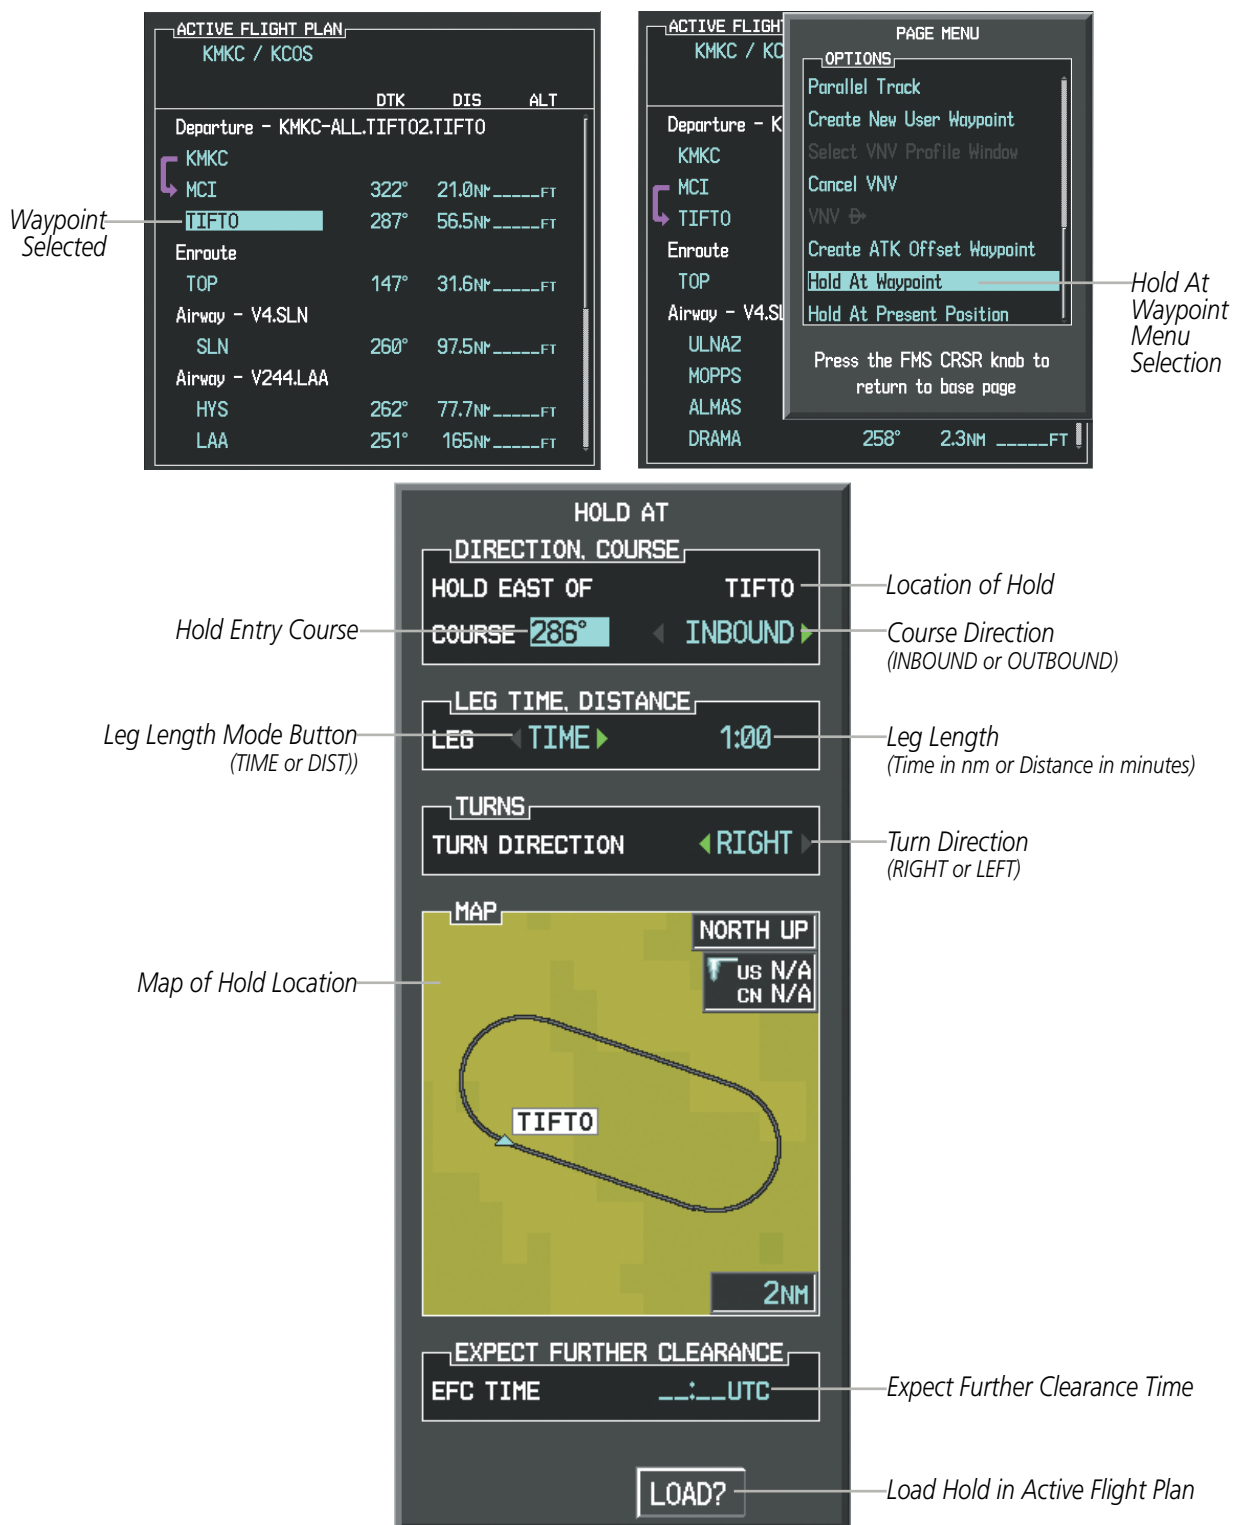 ACTIVE FLIGHT PLAN
KMKC / KCOS
DTK DIS ALT
Departure - KMKC-ALL.TIFTO2.TIFTO
KMKC
MCI 322° 21.0NM _____FT
TIFTO 287° 56.5NM _____FT
Enroute
TOP 147° 31.6NM _____FT
Airway - V4.SLN
SLN 260° 97.5NM _____FT
Airway - V244.LAA
HYS 262° 77.7NM _____FT
LAA 251° 165NM _____FT
Waypoint
Selected
ACTIVE FLIGHT
KMKC / KC
Departure - K
KMKC
MCI
TIFTO
Enroute
TOP
Airway - V4.SL
ULNAZ
MOPPS
ALMAS
DRAMA 258° 2.3NM _____FT
PAGE MENU
OPTIONS
Parallel Track
Create New User Waypoint
Select VNV Profile Window
Cancel VNV
VNV D
Create ATK Offset Waypoint
Hold At Waypoint
Hold At Present Position
Press the FMS CRSR knob to
return to base page
Hold At
Waypoint
Menu
Selection
HOLD AT
DIRECTION, COURSE
HOLD EAST OF TIFTO
Location of Hold
Hold Entry Course
COURSE 286° INBOUND
Course Direction
(INBOUND or OUTBOUND)
LEG TIME, DISTANCE
Leg Length Mode Button
(TIME or DIST))
LEG TIME 1:00
Leg Length
(Time in nm or Distance in minutes)
TURNS
TURN DIRECTION RIGHT
Turn Direction
(RIGHT or LEFT)
MAP
NORTH UP
US N/A
CN N/A
Map of Hold Location
TIFTO
2NM
EXPECT FURTHER CLEARANCE
EFC TIME __:__UTC
Expect Further Clearance Time
LOAD?
Load Hold in Active Flight Plan